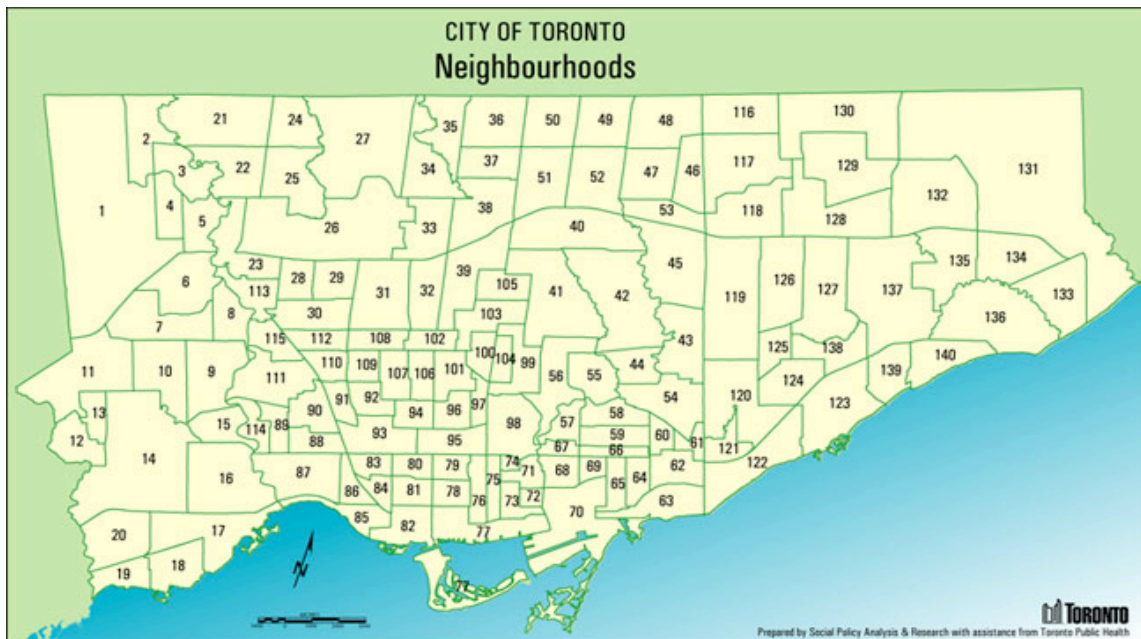 CITY OF TORONTO
Neighbourhoods
21 24 27 35 36 50 49 48 116 130
2
3 22 25 34 37 51 52 47 46 117 129 131
1 4 5 26 33 38 40 53 118 128 132
23 28 29 31 32 39 105 41 42 45 119 126 127 137 135 134
6 113 30 103 133
7 8 115 112 108 102 100 104 99 43 125 138 136
11 10 9 111 110 109 107 106 101 56 55 44 124 139 140
13 91 92 94 96 97 98 54 120 123
12 15 114 89 90 93 57 58 60 61
14 88 95 59 66 121 122
16 87 83 80 79 74 67 62
86 84 81 78 75 71 68 69 65 64
20 17 85 82 76 73 72 70 63
19 18 77
77
N
TORONTO
Prepared by Social Policy Analysis & Research with assistance from Toronto Public Health